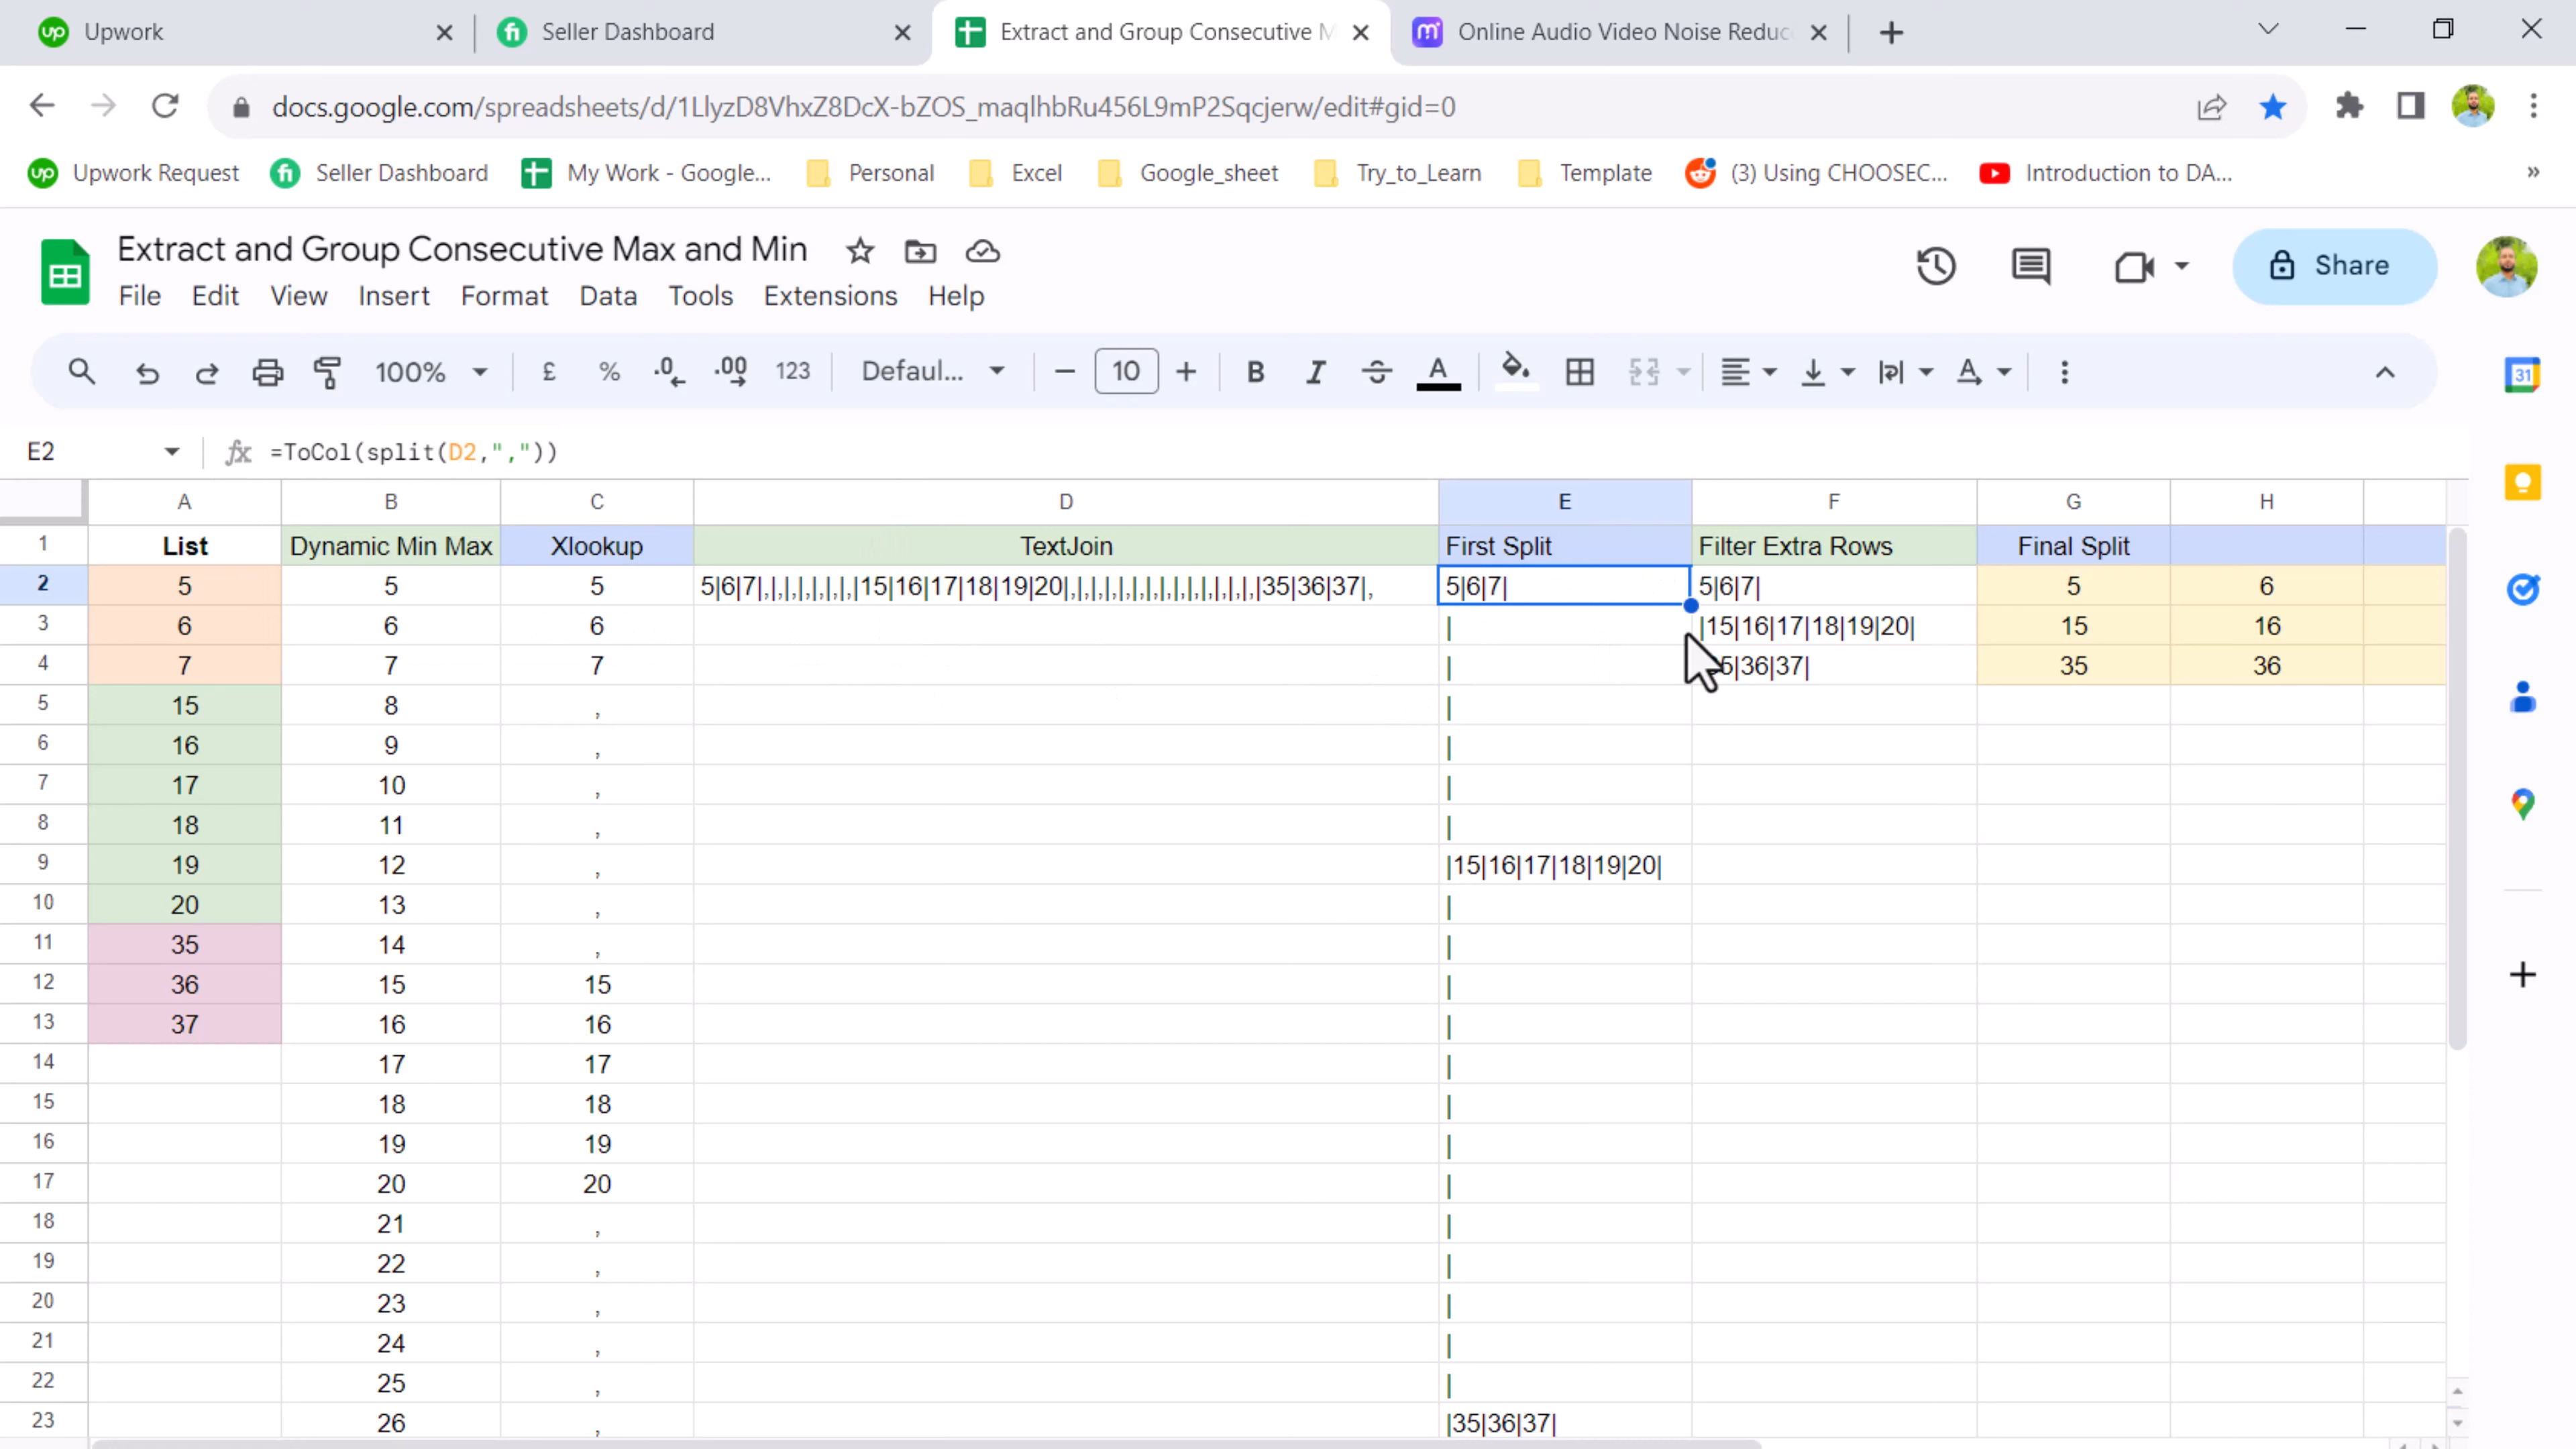 Upwork Seller Dashboard Extract and Group Consecutive M Online Audio Video Noise Reduc
docs.google.com/spreadsheets/d/1LlyzD8VhxZ8DcX-bZOS_maqlhbRu456L9mP2Sqcjerw/edit#gid=0
Upwork Request Seller Dashboard My Work - Google... Personal Excel Google_sheet Try_to_Learn Template (3) Using CHOOSEC... Introduction to DA... »
Extract and Group Consecutive Max and Min
File Edit View Insert Format Data Tools Extensions Help Share
100% £ % .0 .00 123 Defaul... 10 B I A 31
E2 fx =ToCol(split(D2,","))
A B C D E F G H
1 List Dynamic Min Max Xlookup TextJoin First Split Filter Extra Rows Final Split
2 5 5 5 5|6|7|,|,|,|,|,|,|,|15|16|17|18|19|20|,|,|,|,|,|,|,|,|,|,|,|,|,|,|35|36|37|, 5|6|7| 5|6|7| 5 6
3 6 6 6 | |15|16|17|18|19|20| 15 16
4 7 7 7 | 5|36|37| 35 36
5 15 8 , |
6 16 9 , |
7 17 10 , |
8 18 11 , |
9 19 12 , |15|16|17|18|19|20|
10 20 13 , |
11 35 14 , |
12 36 15 15 |
13 37 16 16 |
14 17 17 |
15 18 18 |
16 19 19 |
17 20 20 |
18 21 , |
19 22 , |
20 23 , |
21 24 , |
22 25 , |
23 26 , |35|36|37|